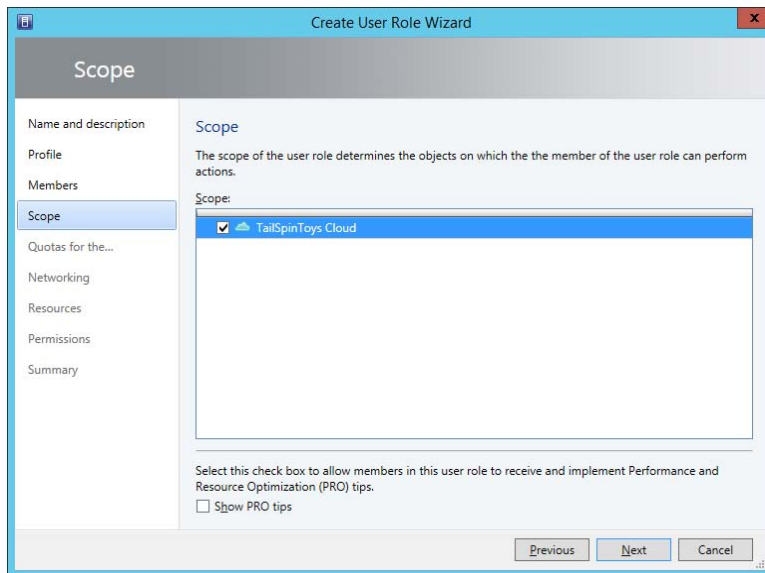 Create User Role Wizard
x
Scope
Name and description
Profile
Members
Scope
Quotas for the...
Networking
Resources
Permissions
Summary
Scope
The scope of the user role determines the objects on which the the member of the user role can perform
actions.
Scope:
TailSpinToys Cloud
Select this check box to allow members in this user role to receive and implement Performance and
Resource Optimization (PRO) tips.
Show PRO tips
Previous
Next
Cancel